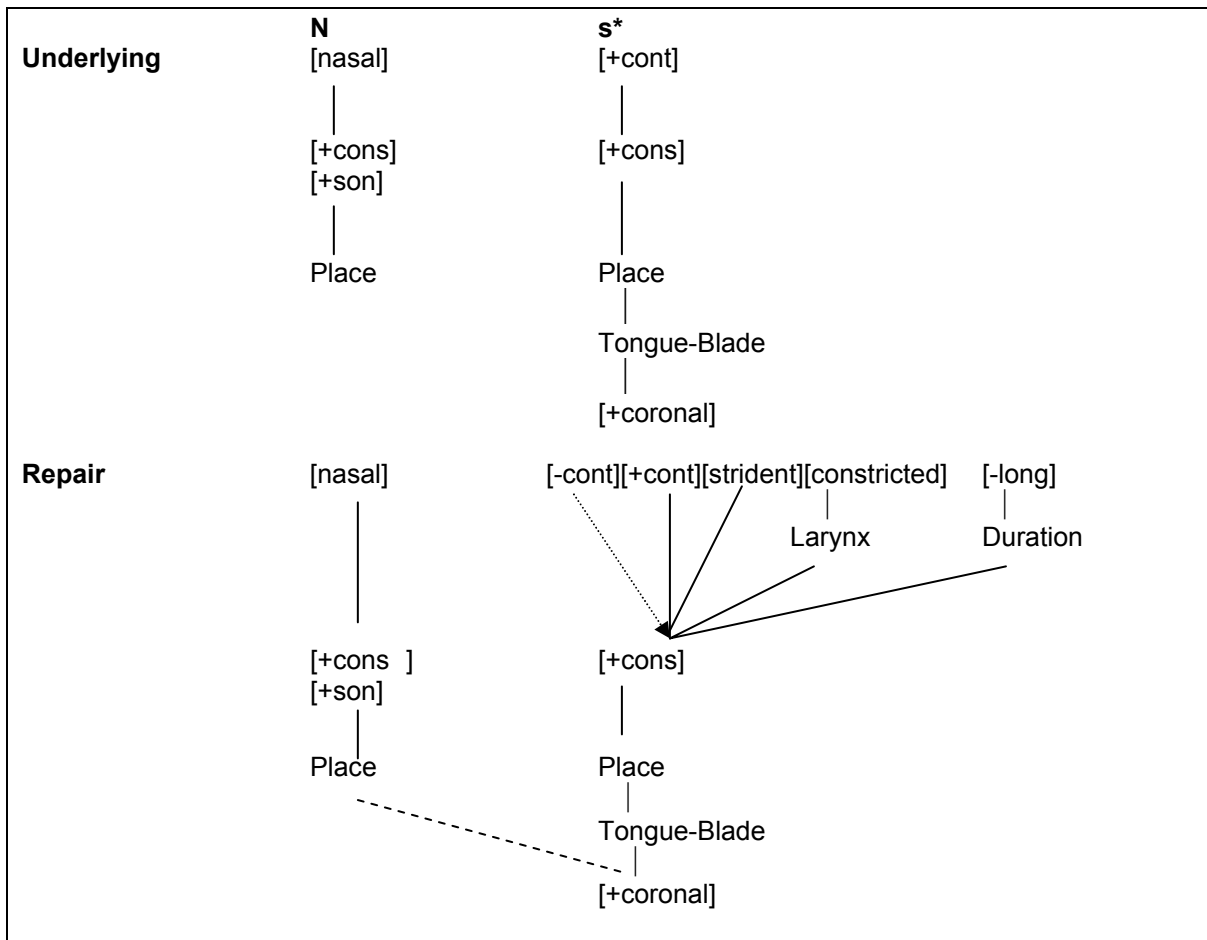 N s*
Underlying [nasal] [+cont]
[+cons] [+cons]
[+son]
Place Place
Tongue-Blade
[+coronal]
Repair [nasal] [-cont][+cont][strident][constricted] [-long]
Larynx Duration
[+cons ] [+cons]
[+son]
Place Place
Tongue-Blade
[+coronal]